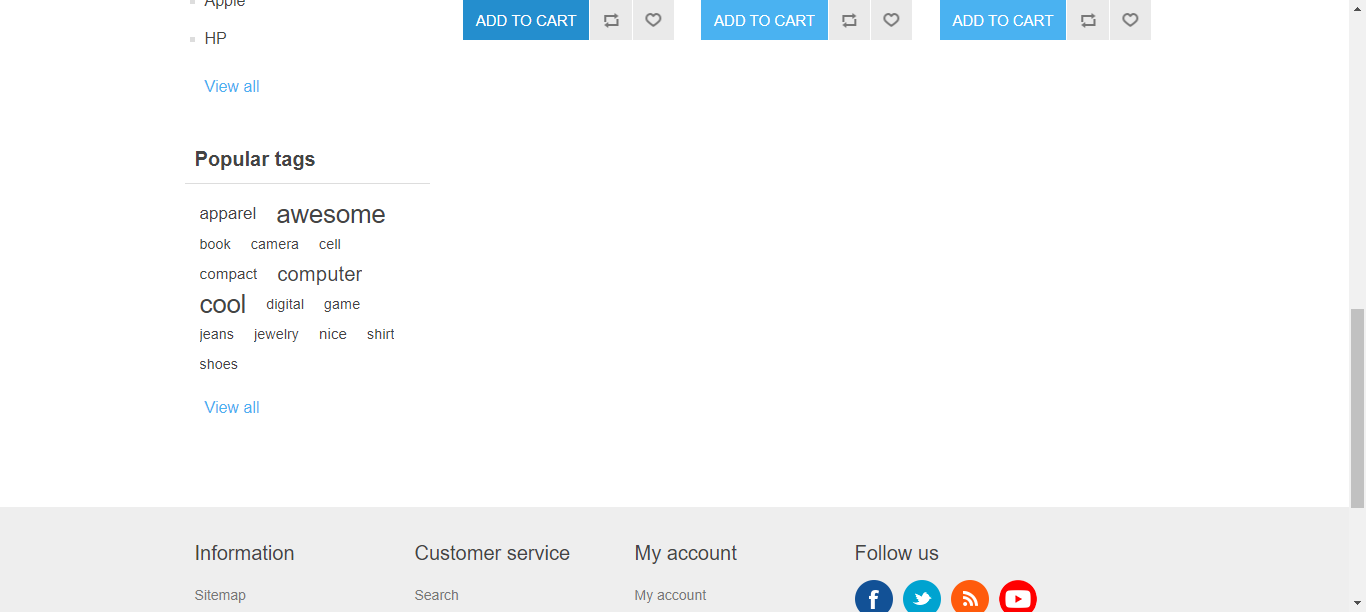 Apple
ADD TO CART ADD TO CART ADD TO CART
HP
View all
Popular tags
apparel awesome
book camera cell
compact computer
cool digital game
jeans jewelry nice shirt
shoes
View all
Information Customer service My account Follow us
Sitemap Search My account